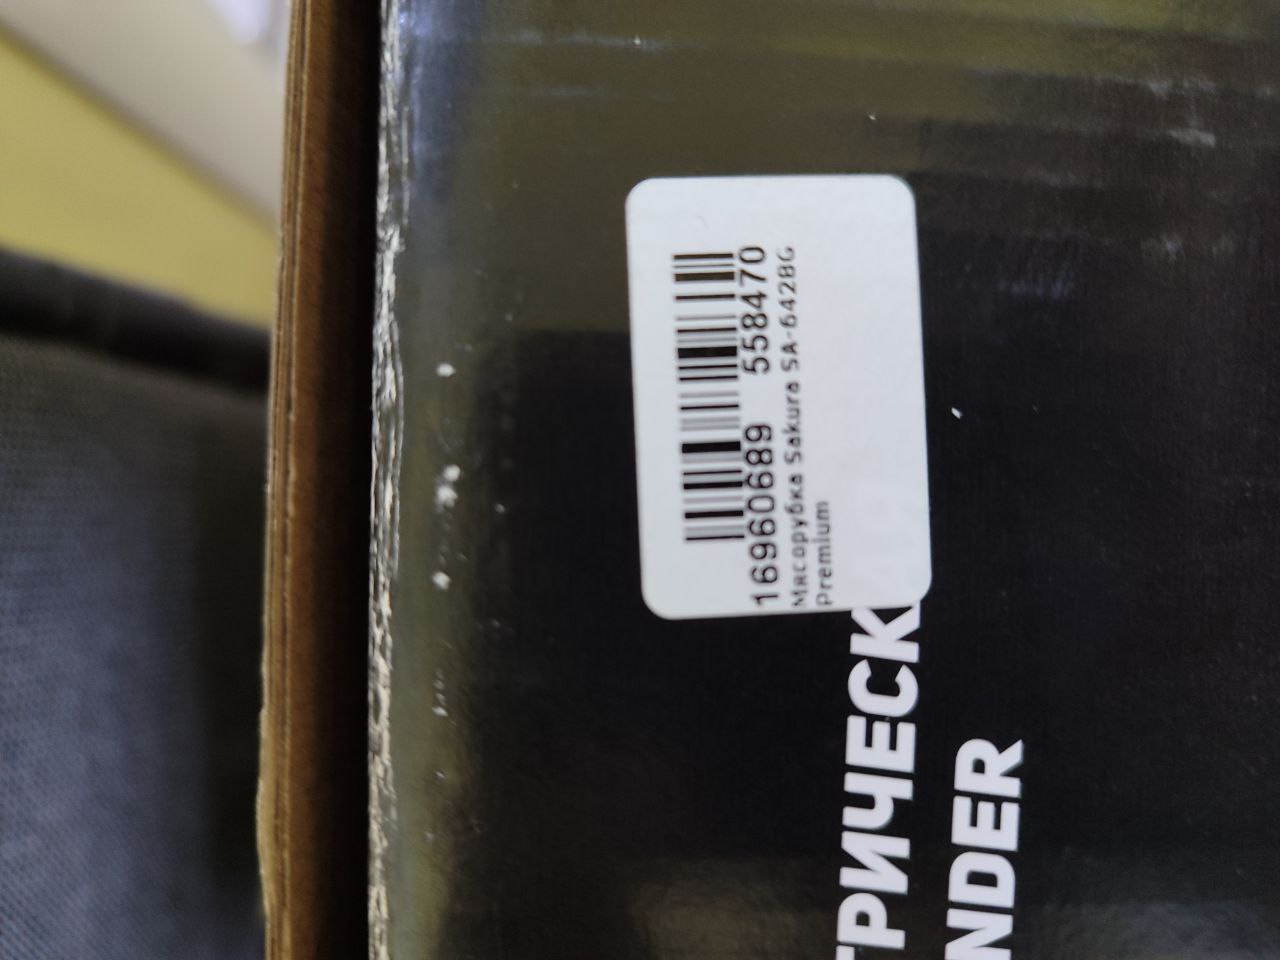 16960689 558470
Мясорубка Sakura SA-6428G
Premium
ТРИЧЕСК
NDER